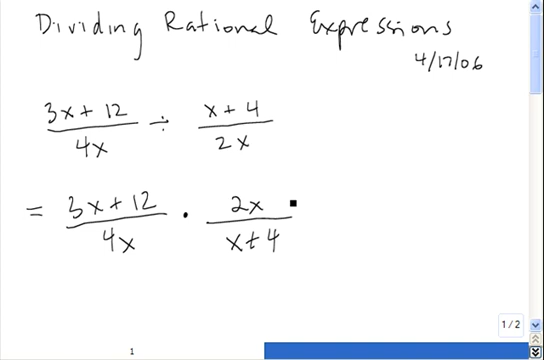 Dividing Rational Expressions
4/17/06
3x + 12 / 4x ÷ x + 4 / 2x
= 3x + 12 / 4x · 2x / x + 4
1/2
1